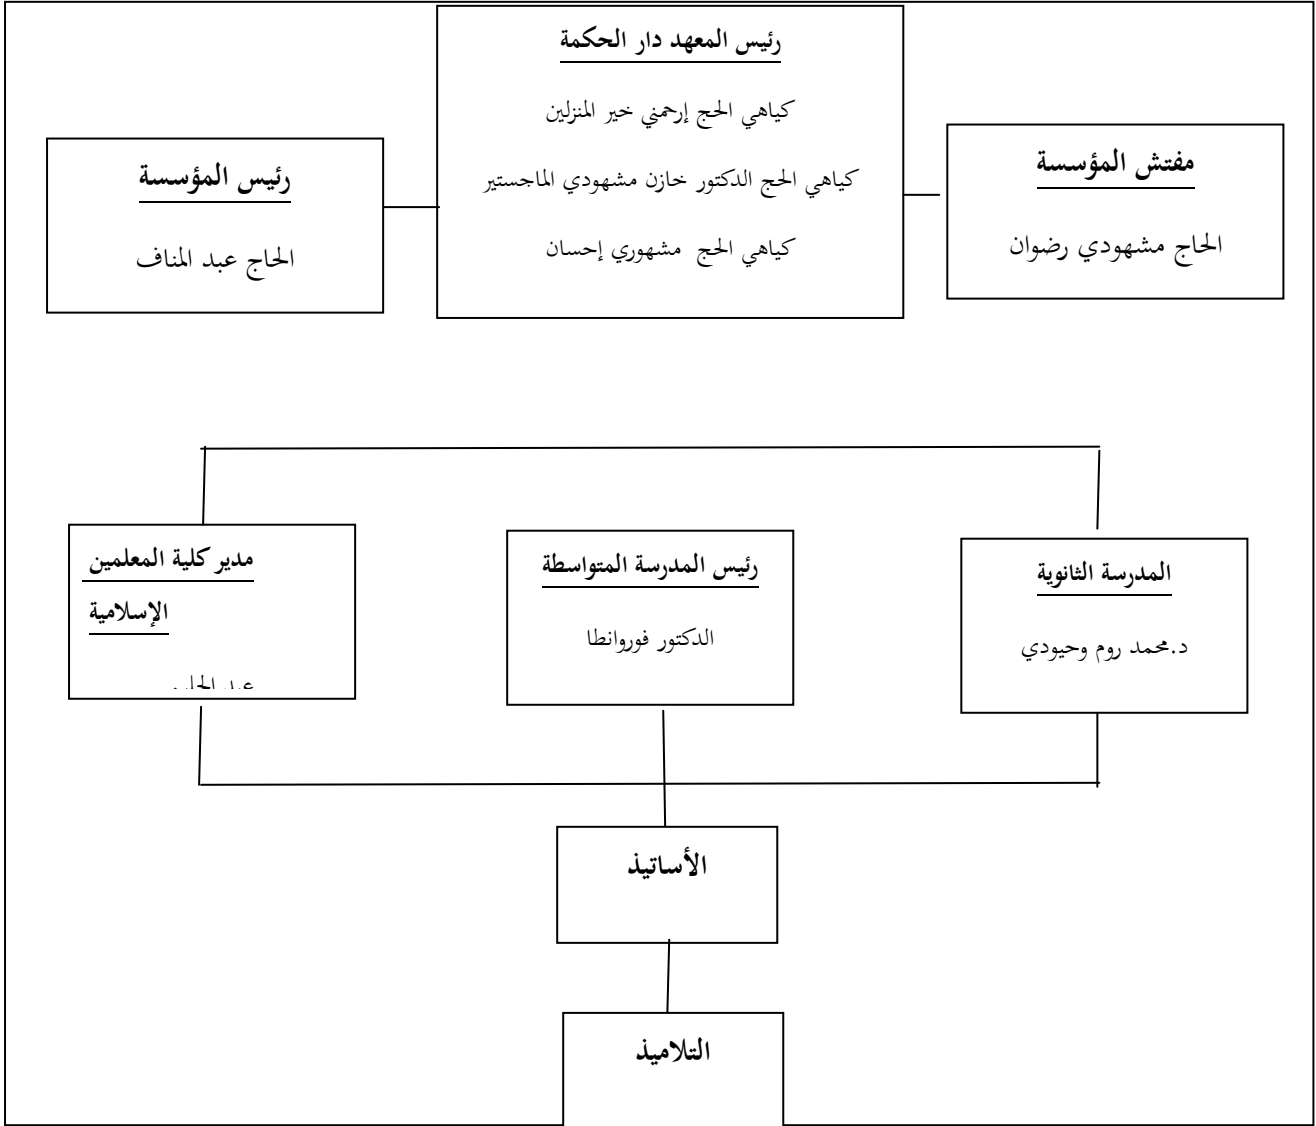 رئيس المعهد دار الحكمة
كياهي الحج إرحمني خير المنزلين
كياهي الحج الدكتور خازن مشهودي الماجستير
كياهي الحج مشهوري إحسان
مفتش المؤسسة
الحاج مشهودي رضوان
رئيس المؤسسة
الحاج عبد المناف
المدرسة الثانوية
د.محمد روم وحيودي
رئيس المدرسة المتواسطة
الدكتور فوروانطا
مدير كلية المعلمين
الإسلامية
عبد
الأساتيذ
التلاميذ